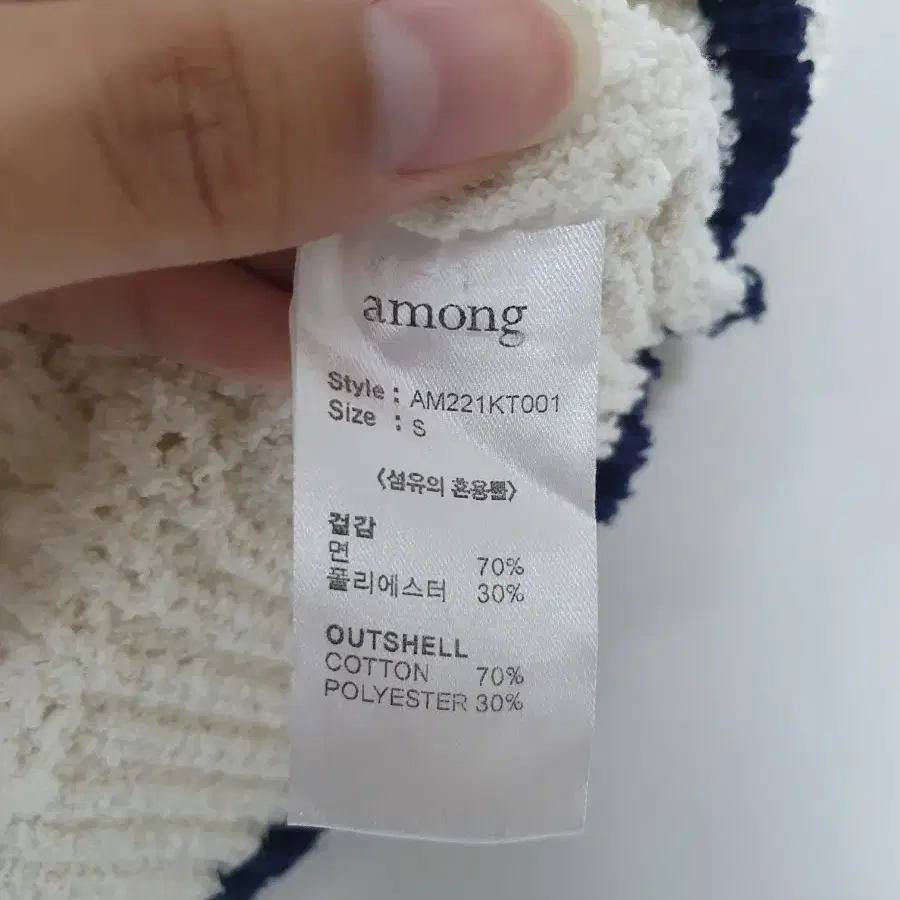 among
Style : AM221KT001
Size : S
〈섬유의 혼용률〉
겉감
면 70%
폴리에스터 30%
OUTSHELL
COTTON 70%
POLYESTER 30%